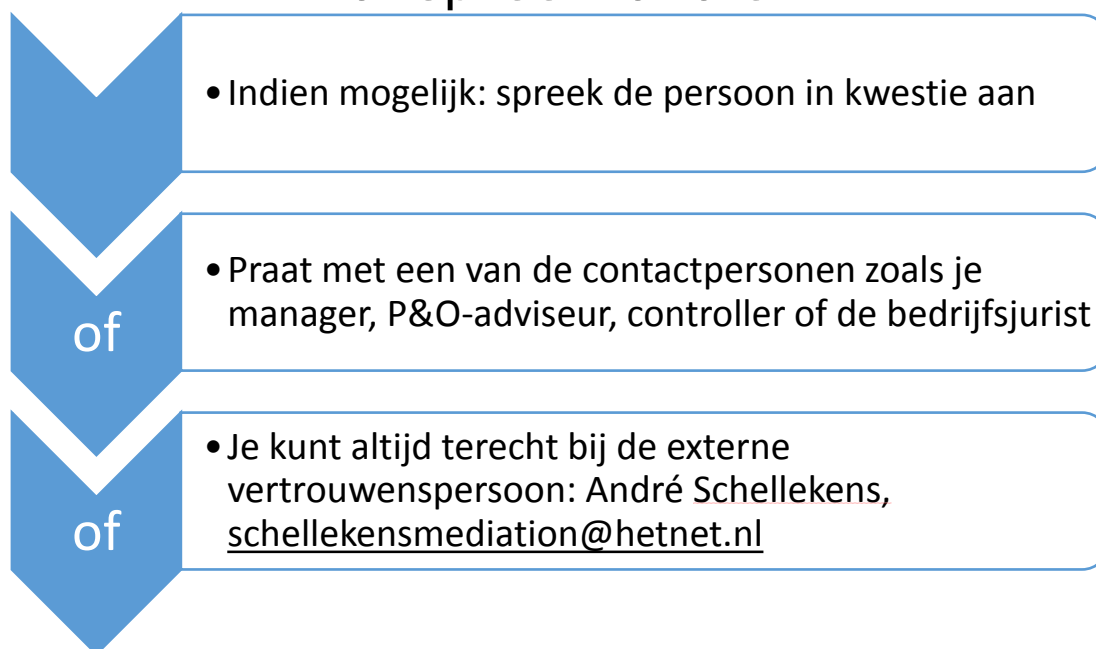 • Indien mogelijk: spreek de persoon in kwestie aan
of
• Praat met een van de contactpersonen zoals je
manager, P&O-adviseur, controller of de bedrijfsjurist
of
• Je kunt altijd terecht bij de externe
vertrouwenspersoon: André Schellekens,
schellekensmediation@hetnet.nl